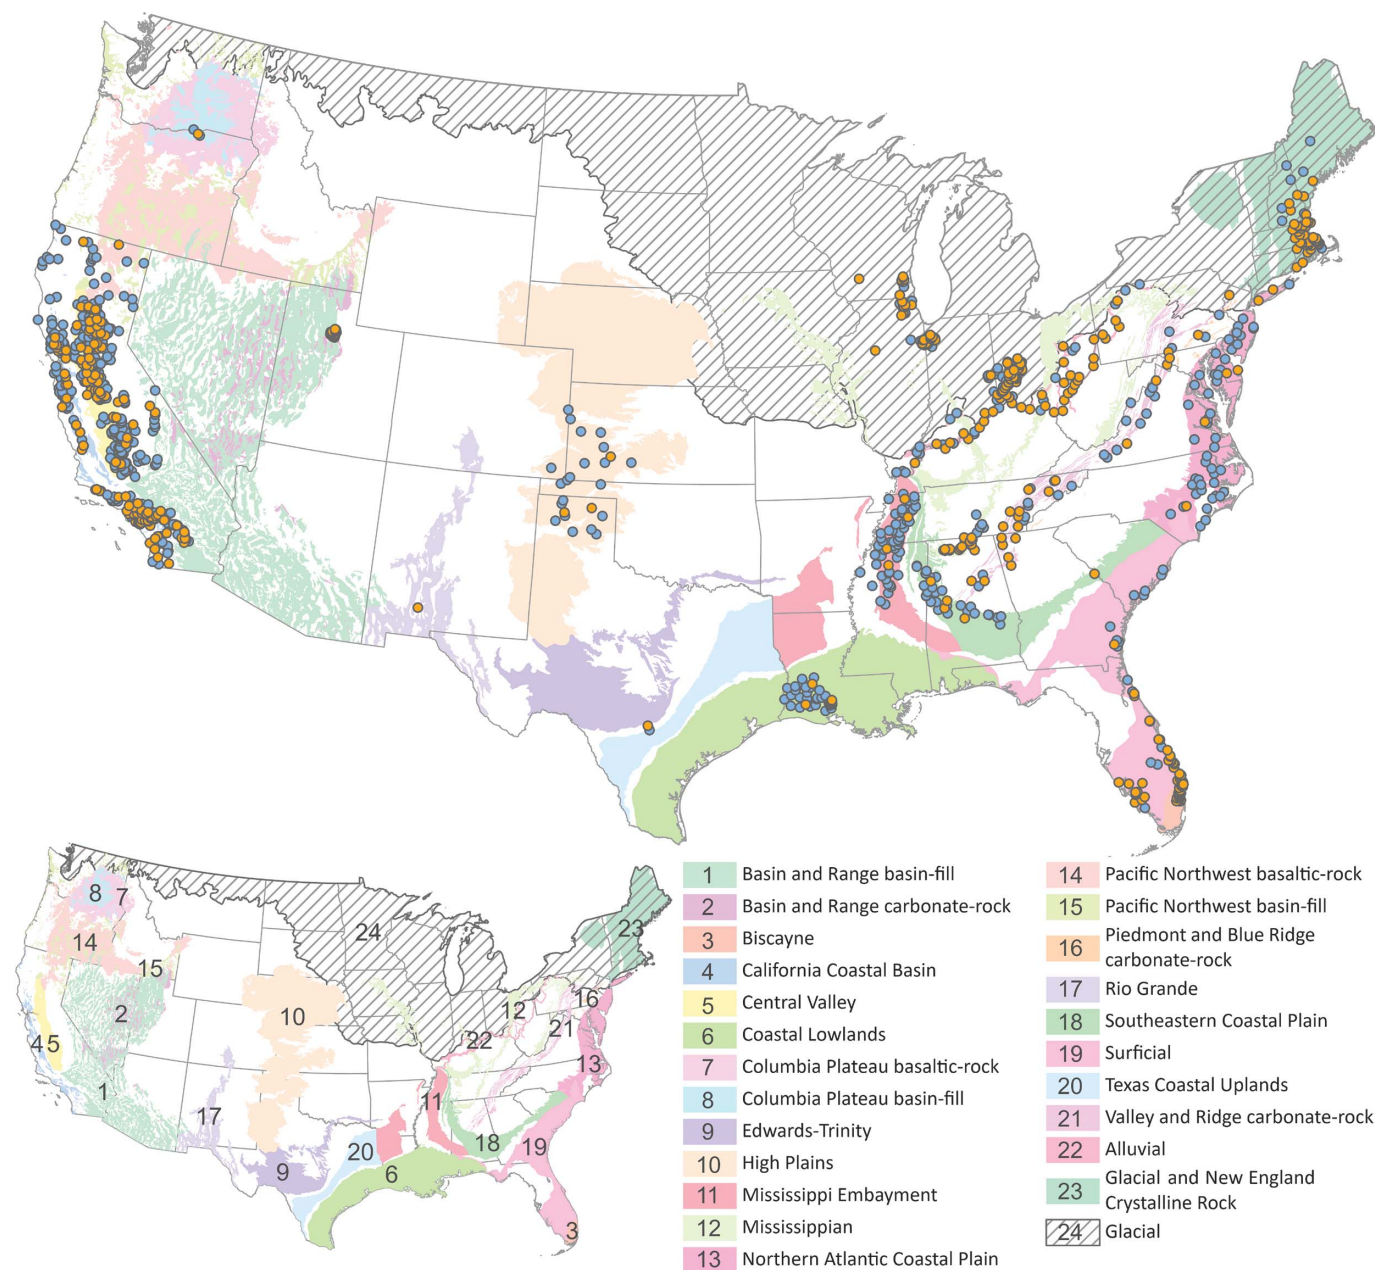 8
7
24
23
14
15
12
16
10
2
22
21
4
5
13
1
11
17
18
20
19
9
6
3
1 Basin and Range basin-fill
2 Basin and Range carbonate-rock
3 Biscayne
4 California Coastal Basin
5 Central Valley
6 Coastal Lowlands
7 Columbia Plateau basaltic-rock
8 Columbia Plateau basin-fill
9 Edwards-Trinity
10 High Plains
11 Mississippi Embayment
12 Mississippian
13 Northern Atlantic Coastal Plain
14 Pacific Northwest basaltic-rock
15 Pacific Northwest basin-fill
16 Piedmont and Blue Ridge
carbonate-rock
17 Rio Grande
18 Southeastern Coastal Plain
19 Surficial
20 Texas Coastal Uplands
21 Valley and Ridge carbonate-rock
22 Alluvial
23 Glacial and New England
Crystalline Rock
24 Glacial